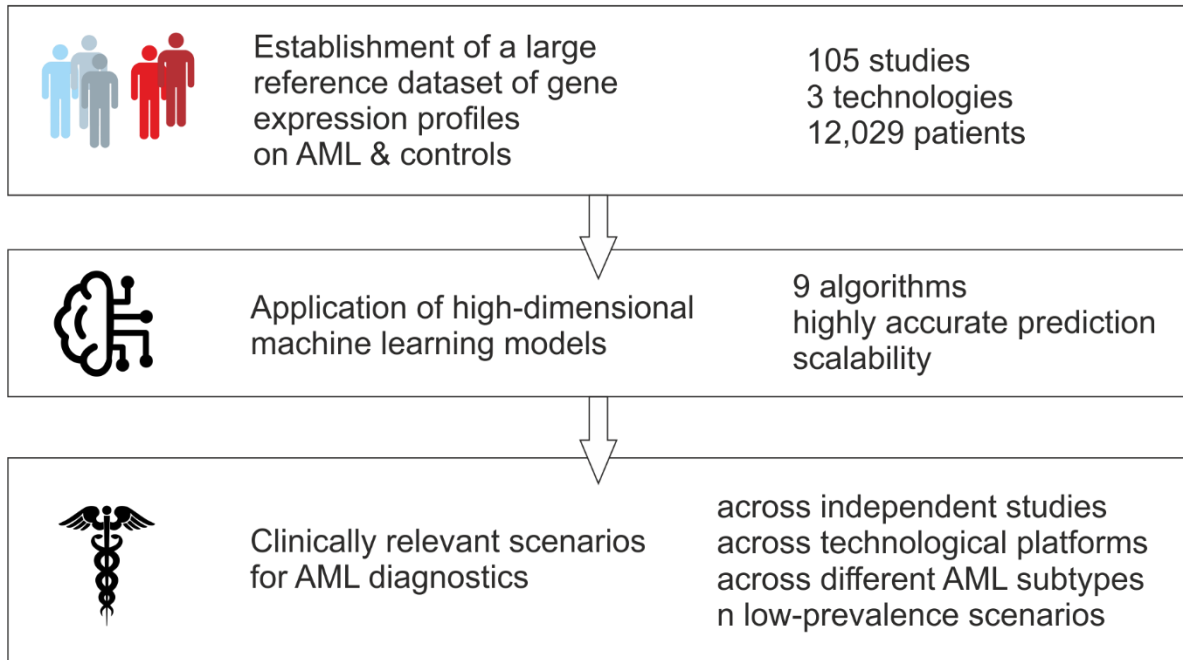 Establishment of a large
reference dataset of gene
expression profiles
on AML & controls
105 studies
3 technologies
12,029 patients
Application of high-dimensional
machine learning models
9 algorithms
highly accurate prediction
scalability
Clinically relevant scenarios
for AML diagnostics
across independent studies
across technological platforms
across different AML subtypes
n low-prevalence scenarios